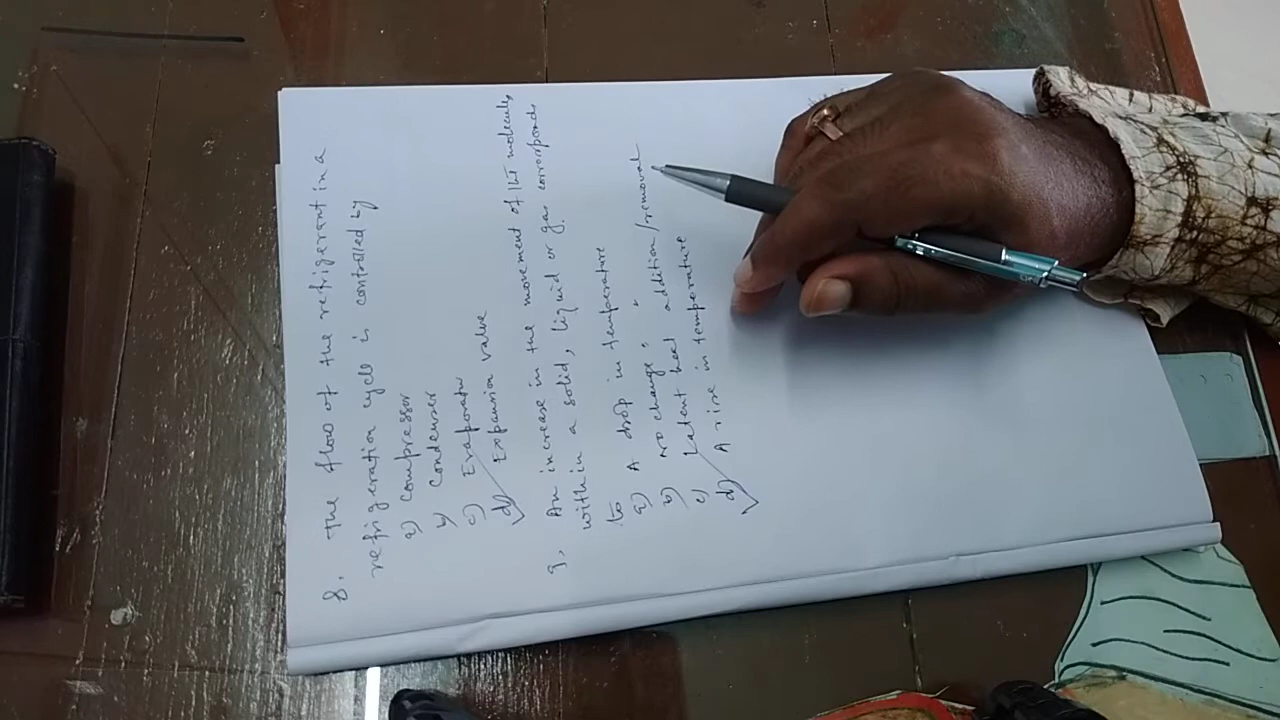 8. The flow of the refrigerant in a
refrigeration cycle is controlled by
a) Compressor
b) Condenser
c) Evaporator
d) Expansion valve
9. An increase in the movement of the molecules
within a solid, liquid or gas corresponds
to
a) A drop in temperature
b) No change " "
c) Latent heat addition/removal
d) A rise in temperature